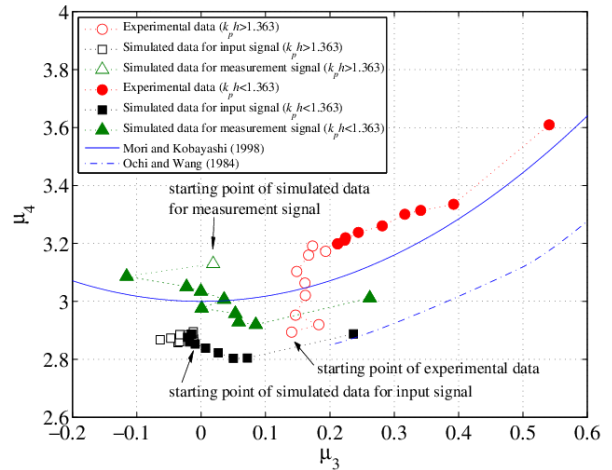 4
3.8
3.6
3.4
3.2
3
2.8
2.6
2.4
μ4
Experimental data (kph>1.363)
Simulated data for input signal (kph>1.363)
Simulated data for measurement signal (kph>1.363)
Experimental data (kph<1.363)
Simulated data for input signal (kph<1.363)
Simulated data for measurement signal (kph<1.363)
Mori and Kobayashi (1998)
Ochi and Wang (1984)
starting point of simulated data
for measurement signal
starting point of experimental data
starting point of simulated data for input signal
−0.2 −0.1 0 0.1 0.2 0.3 0.4 0.5 0.6
μ3